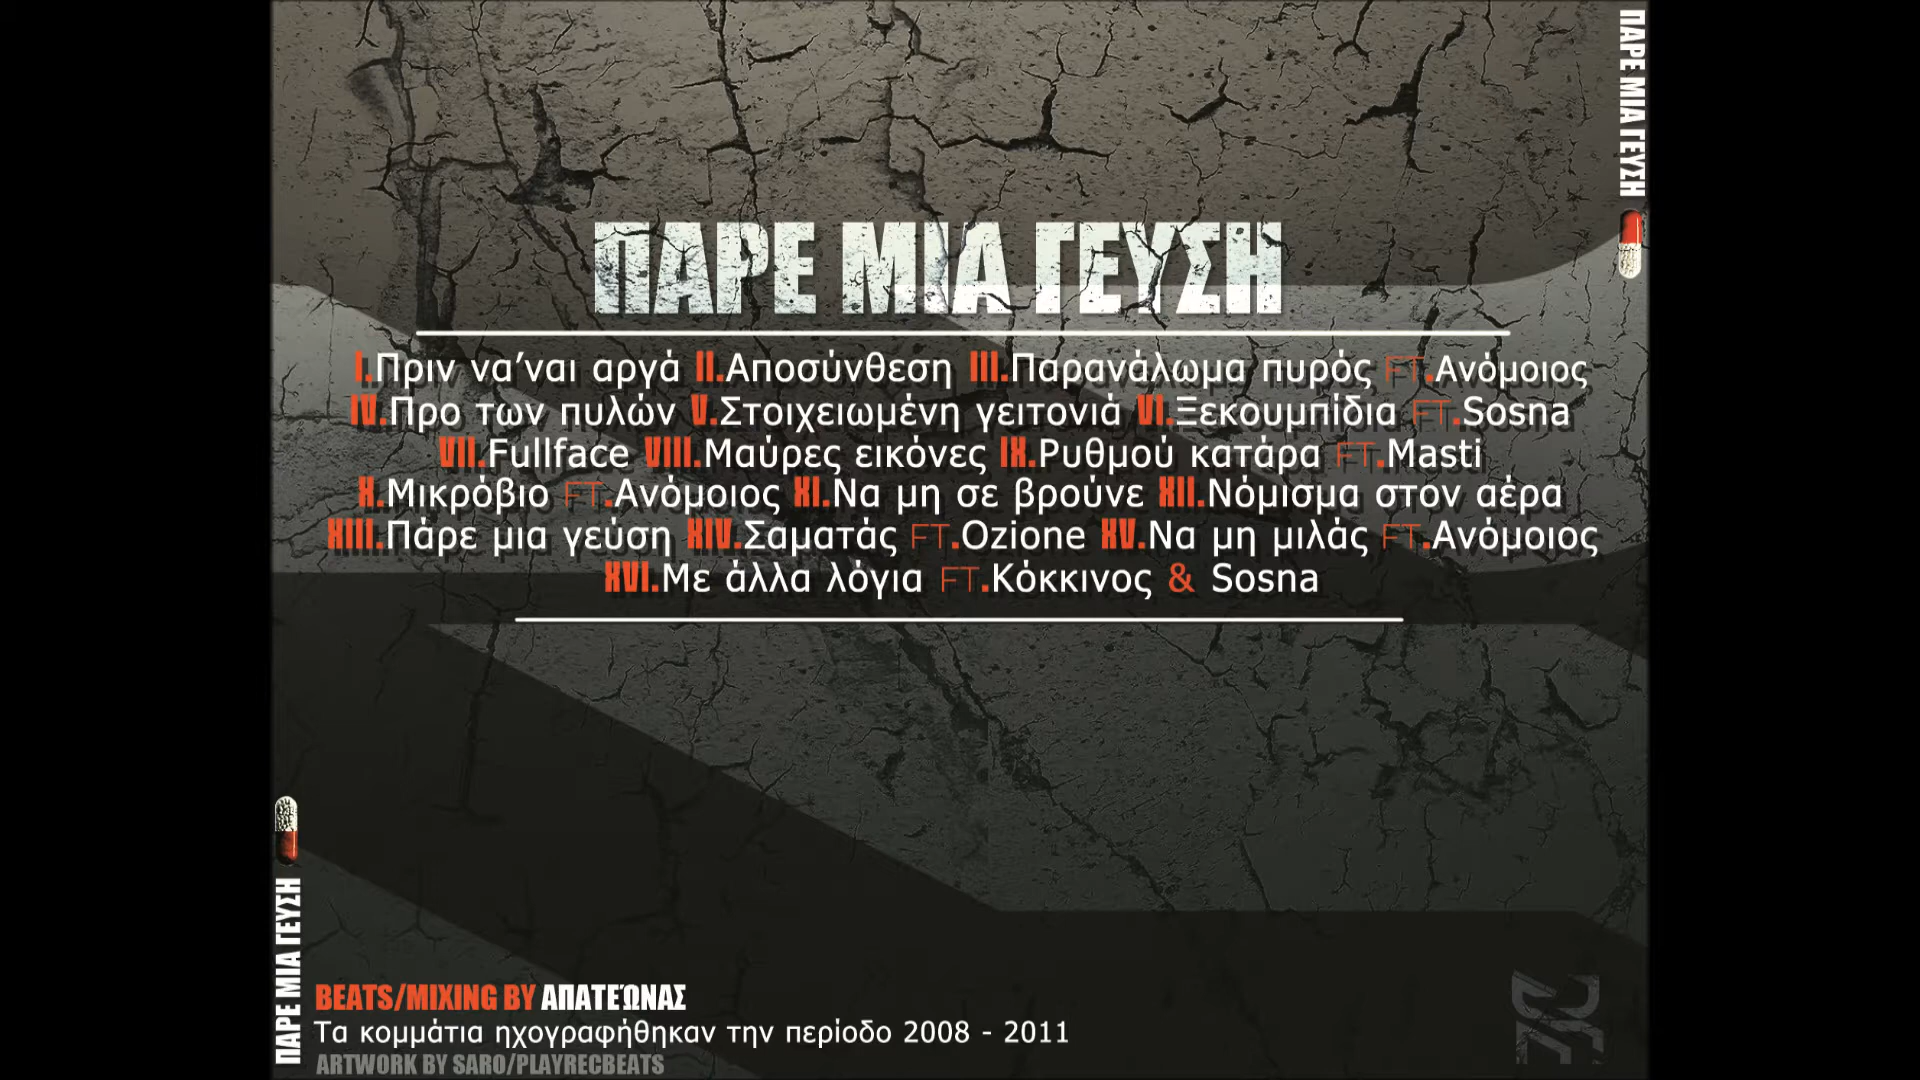 ΠΑΡΕ ΜΙΑ ΓΕΥΣΗ
ΠΑΡΕ ΜΙΑ ΓΕΥΣΗ
I.Πριν να’ναι αργά II.Αποσύνθεση III.Παρανάλωμα πυρός FT.Ανόμοιος
IV.Προ των πυλών V.Στοιχειωμένη γειτονιά VI.Ξεκουμπίδια FT.Sosna
VII.Fullface VIII.Μαύρες εικόνες IX.Ρυθμού κατάρα FT.Masti
X.Μικρόβιο FT.Ανόμοιος XI.Να μη σε βρούνε XII.Νόμισμα στον αέρα
XIII.Πάρε μια γεύση XIV.Σαματάς FT.Ozione XV.Να μη μιλάς FT.Ανόμοιος
XVI.Με άλλα λόγια FT.Κόκκινος & Sosna
ΠΑΡΕ ΜΙΑ ΓΕΥΣΗ
BEATS/MIXING BY ΑΠΑΤΕΏΝΑΣ
Τα κομμάτια ηχογραφήθηκαν την περίοδο 2008 - 2011
ARTWORK BY SARO/PLAYRECBEATS